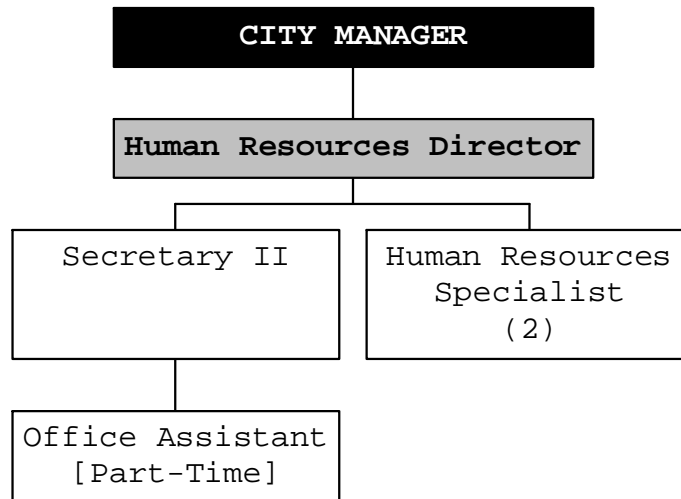 CITY MANAGER
Human Resources Director
Secretary II
Human Resources
Specialist
(2)
Office Assistant
[Part-Time]